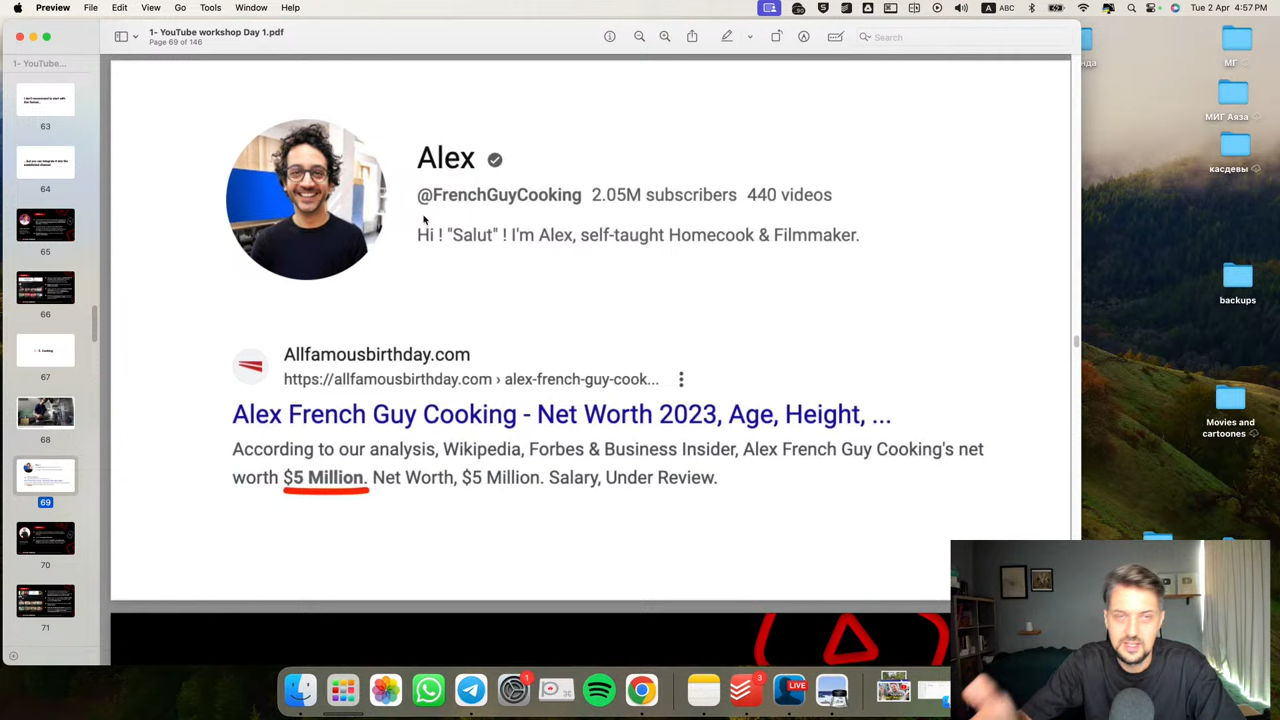 Preview File Edit View Go Tools Window Help
ABC
Tue 2 Apr 4:57 PM
1- YouTube workshop Day 1.pdf
Page 69 of 146
Search
1- YouTube...
63
64
65
66
67
68
69
70
71
Alex
@FrenchGuyCooking 2.05M subscribers 440 videos
Hi ! "Salut" ! I'm Alex, self-taught Homecook & Filmmaker.
Allfamousbirthday.com
https://allfamousbirthday.com › alex-french-guy-cook...
Alex French Guy Cooking - Net Worth 2023, Age, Height, ...
According to our analysis, Wikipedia, Forbes & Business Insider, Alex French Guy Cooking's net
worth $5 Million. Net Worth, $5 Million. Salary, Under Review.
нда
МГ
МИГ Аяза
касдевы
backups
Movies and
cartoones
1
3
LIVE